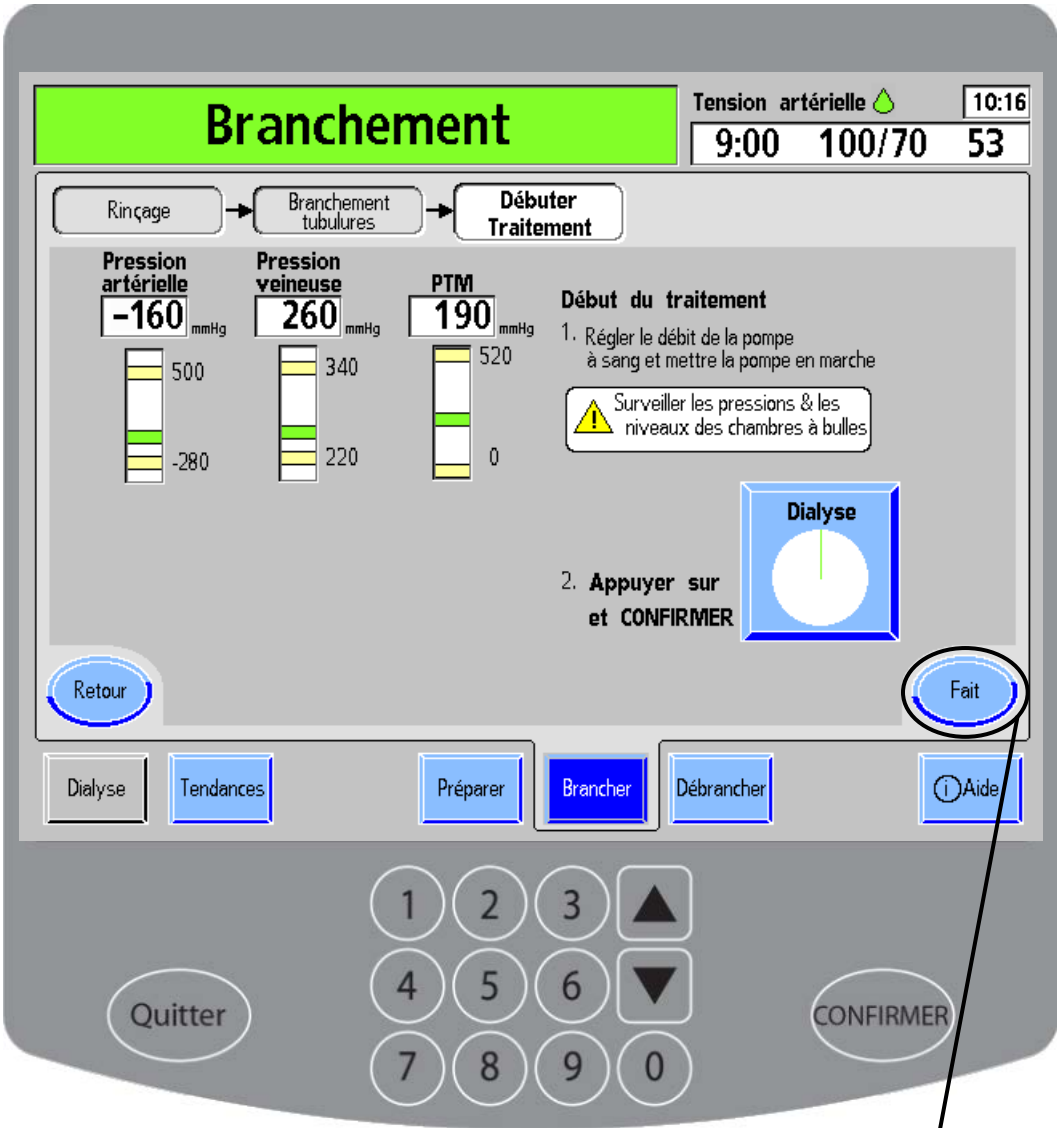 Branchement
Tension artérielle
10:16
9:00 100/70 53
Rinçage
Branchement
tubulures
Débuter
Traitement
Pression
artérielle
-160 mmHg
500
-280
Pression
veineuse
260 mmHg
340
220
PTM
190 mmHg
520
0
Début du traitement
1. Régler le débit de la pompe
à sang et mettre la pompe en marche
Surveiller les pressions & les
niveaux des chambres à bulles
2. Appuyer sur
et CONFIRMER
Dialyse
Retour
Fait
Dialyse
Tendances
Préparer
Brancher
Débrancher
i Aide
1 2 3
4 5 6
7 8 9 0
Quitter
CONFIRMER